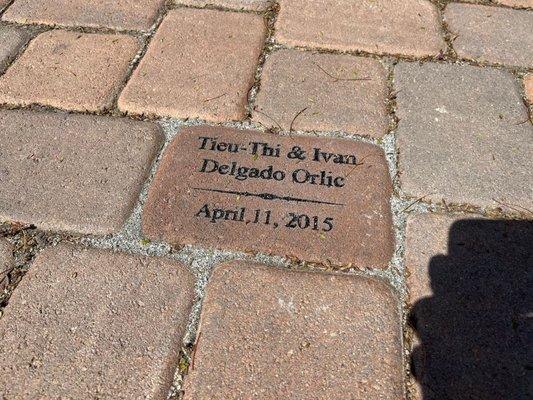 Tieu-Thi & Ivan
Delgado Orlic
April 11, 2015